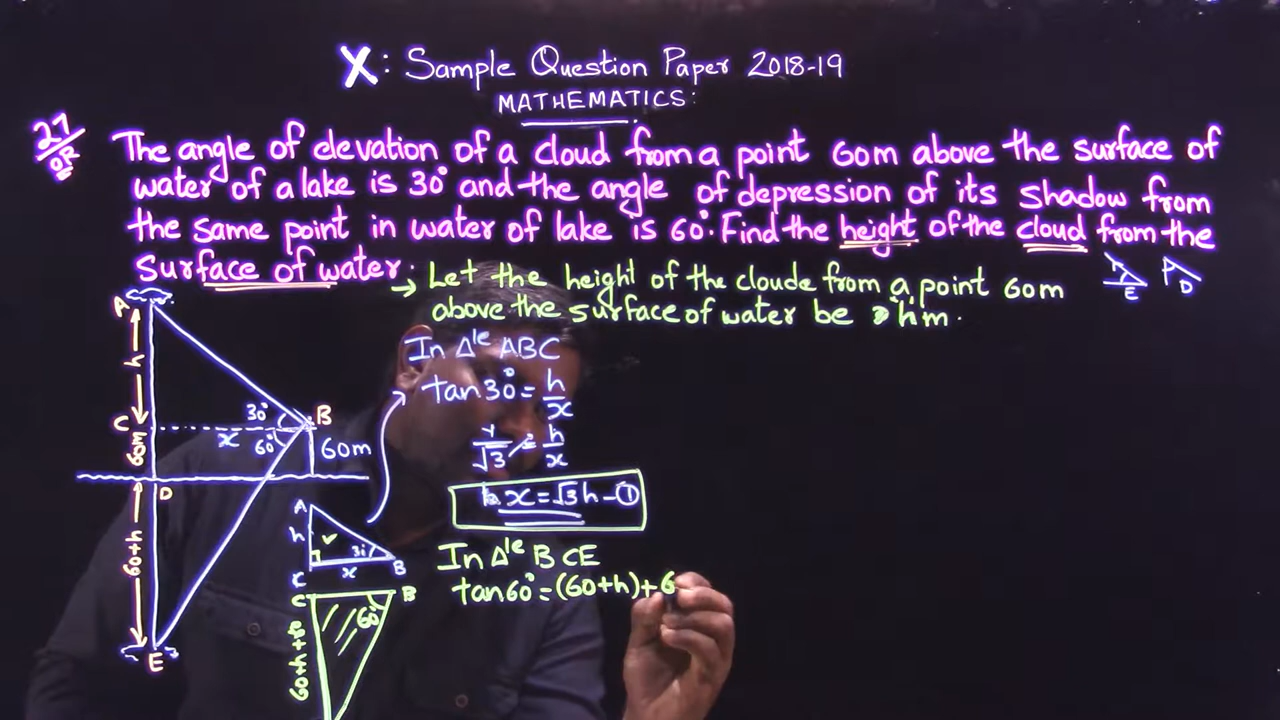 X: Sample Question Paper 2018-19
MATHEMATICS:
27/OR
The angle of elevation of a cloud from a point 60m above the surface of
water of a lake is 30° and the angle of depression of its shadow from
the same point in water of lake is 60°. Find the height of the cloud from the
surface of water.
→ Let the height of the cloude from a point 60m
above the surface of water be h m.
E
D
A
h
C
60m
30°
x
60°
B
60m
D
60+h
E
In Δle ABC
tan30° = h/x
1/√3 = h/x
x = √3h - ①
A
h
C
x
B
In Δle BCE
tan60° = (60+h)+6
C
B
60°